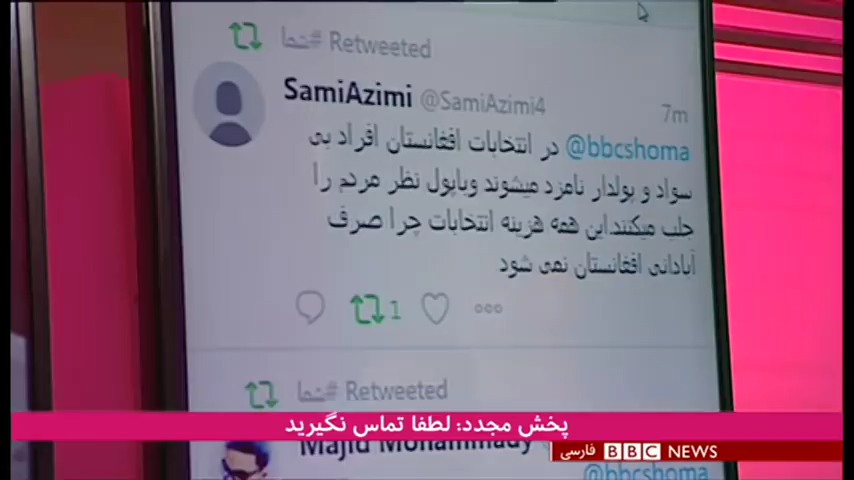 #شما Retweeted
SamiAzimi @SamiAzimi4 7m
@bbcshoma در انتخابات افغانستان افراد بی
سواد و پولدار نامزد میشوند وباپول نظر مردم را
جلب میکنند.این همه هزینه انتخابات چرا صرف
آبادانی افغانستان نمی شود
1
#شما Retweeted
پخش مجدد: لطفا تماس نگیرید
Majid Mohammady
BBC NEWS فارسی
@bbcshoma